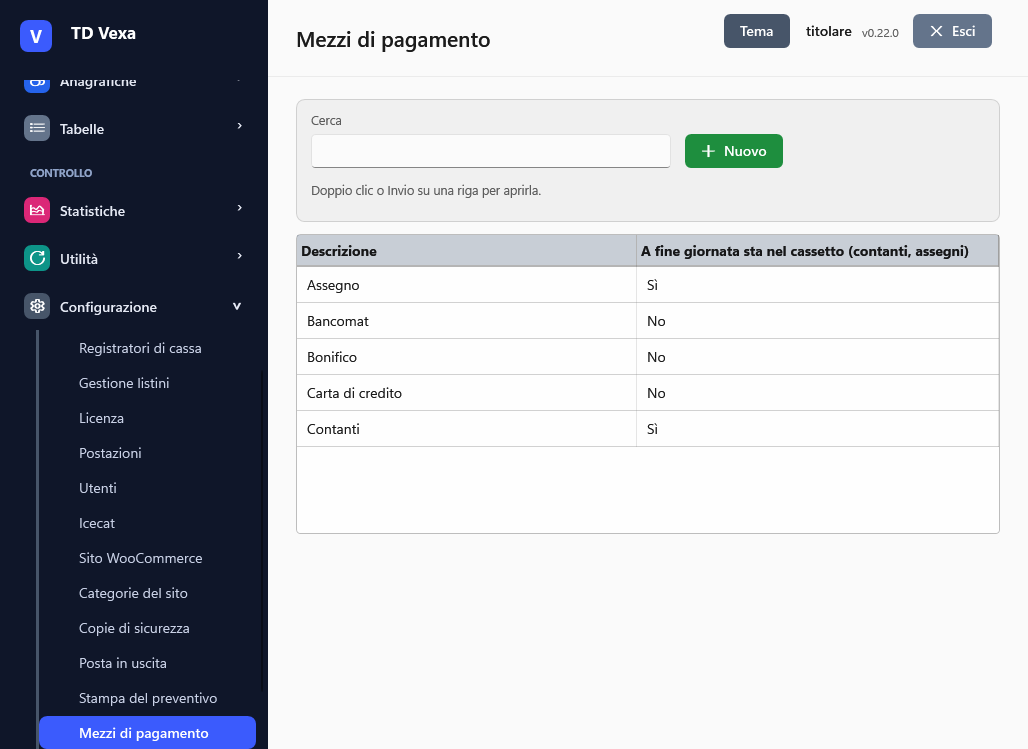 V TD Vexa
Anagrafiche
Tabelle
CONTROLLO
Statistiche
Utilità
Configurazione
Registratori di cassa
Gestione listini
Licenza
Postazioni
Utenti
Icecat
Sito WooCommerce
Categorie del sito
Copie di sicurezza
Posta in uscita
Stampa del preventivo
Mezzi di pagamento
Mezzi di pagamento
Tema titolare v0.22.0 Esci
Cerca
Nuovo
Doppio clic o Invio su una riga per aprirla.
Descrizione A fine giornata sta nel cassetto (contanti, assegni)
Assegno Sì
Bancomat No
Bonifico No
Carta di credito No
Contanti Sì